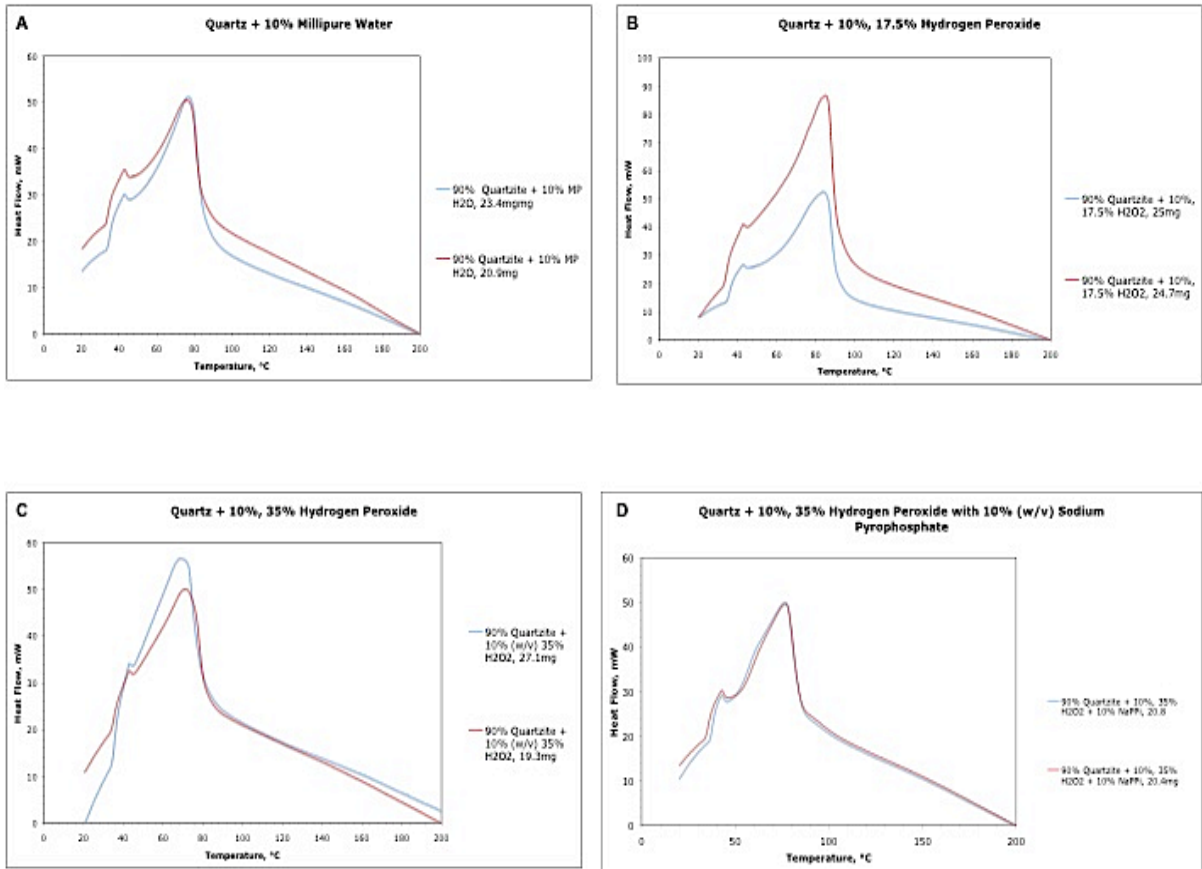 A
Quartz + 10% Millipure Water
60
50
40
30
20
10
0
Heat Flow, mW
0 20 40 60 80 100 120 140 160 180 200
Temperature, °C
90% Quartzite + 10% MP
H2O, 23.4mgmg
90% Quartzite + 10% MP
H2O, 20.9mg
B
Quartz + 10%, 17.5% Hydrogen Peroxide
100
90
80
70
60
50
40
30
20
10
0
Heat Flow, mW
0 20 40 60 80 100 120 140 160 180 200
Temperature, °C
90% Quartzite + 10%,
17.5% H2O2, 25mg
90% Quartzite + 10%,
17.5% H2O2, 24.7mg
C
Quartz + 10%, 35% Hydrogen Peroxide
60
50
40
30
20
10
0
Heat Flow, mW
0 20 40 60 80 100 120 140 160 180 200
Temperature, °C
90% Quartzite +
10% (w/v) 35%
H2O2, 27.1mg
90% Quartzite +
10% (w/v) 35%
H2O2, 19.3mg
D
Quartz + 10%, 35% Hydrogen Peroxide with 10% (w/v) Sodium
Pyrophosphate
60
50
40
30
20
10
0
Heat Flow, mW
0 50 100 150 200
Temperature, °C
90% Quartzite + 10%, 35%
H2O2 + 10% NaPPi, 20.8
90% Quartzite + 10%, 35%
H2O2 + 10% NaPPi, 20.4mg